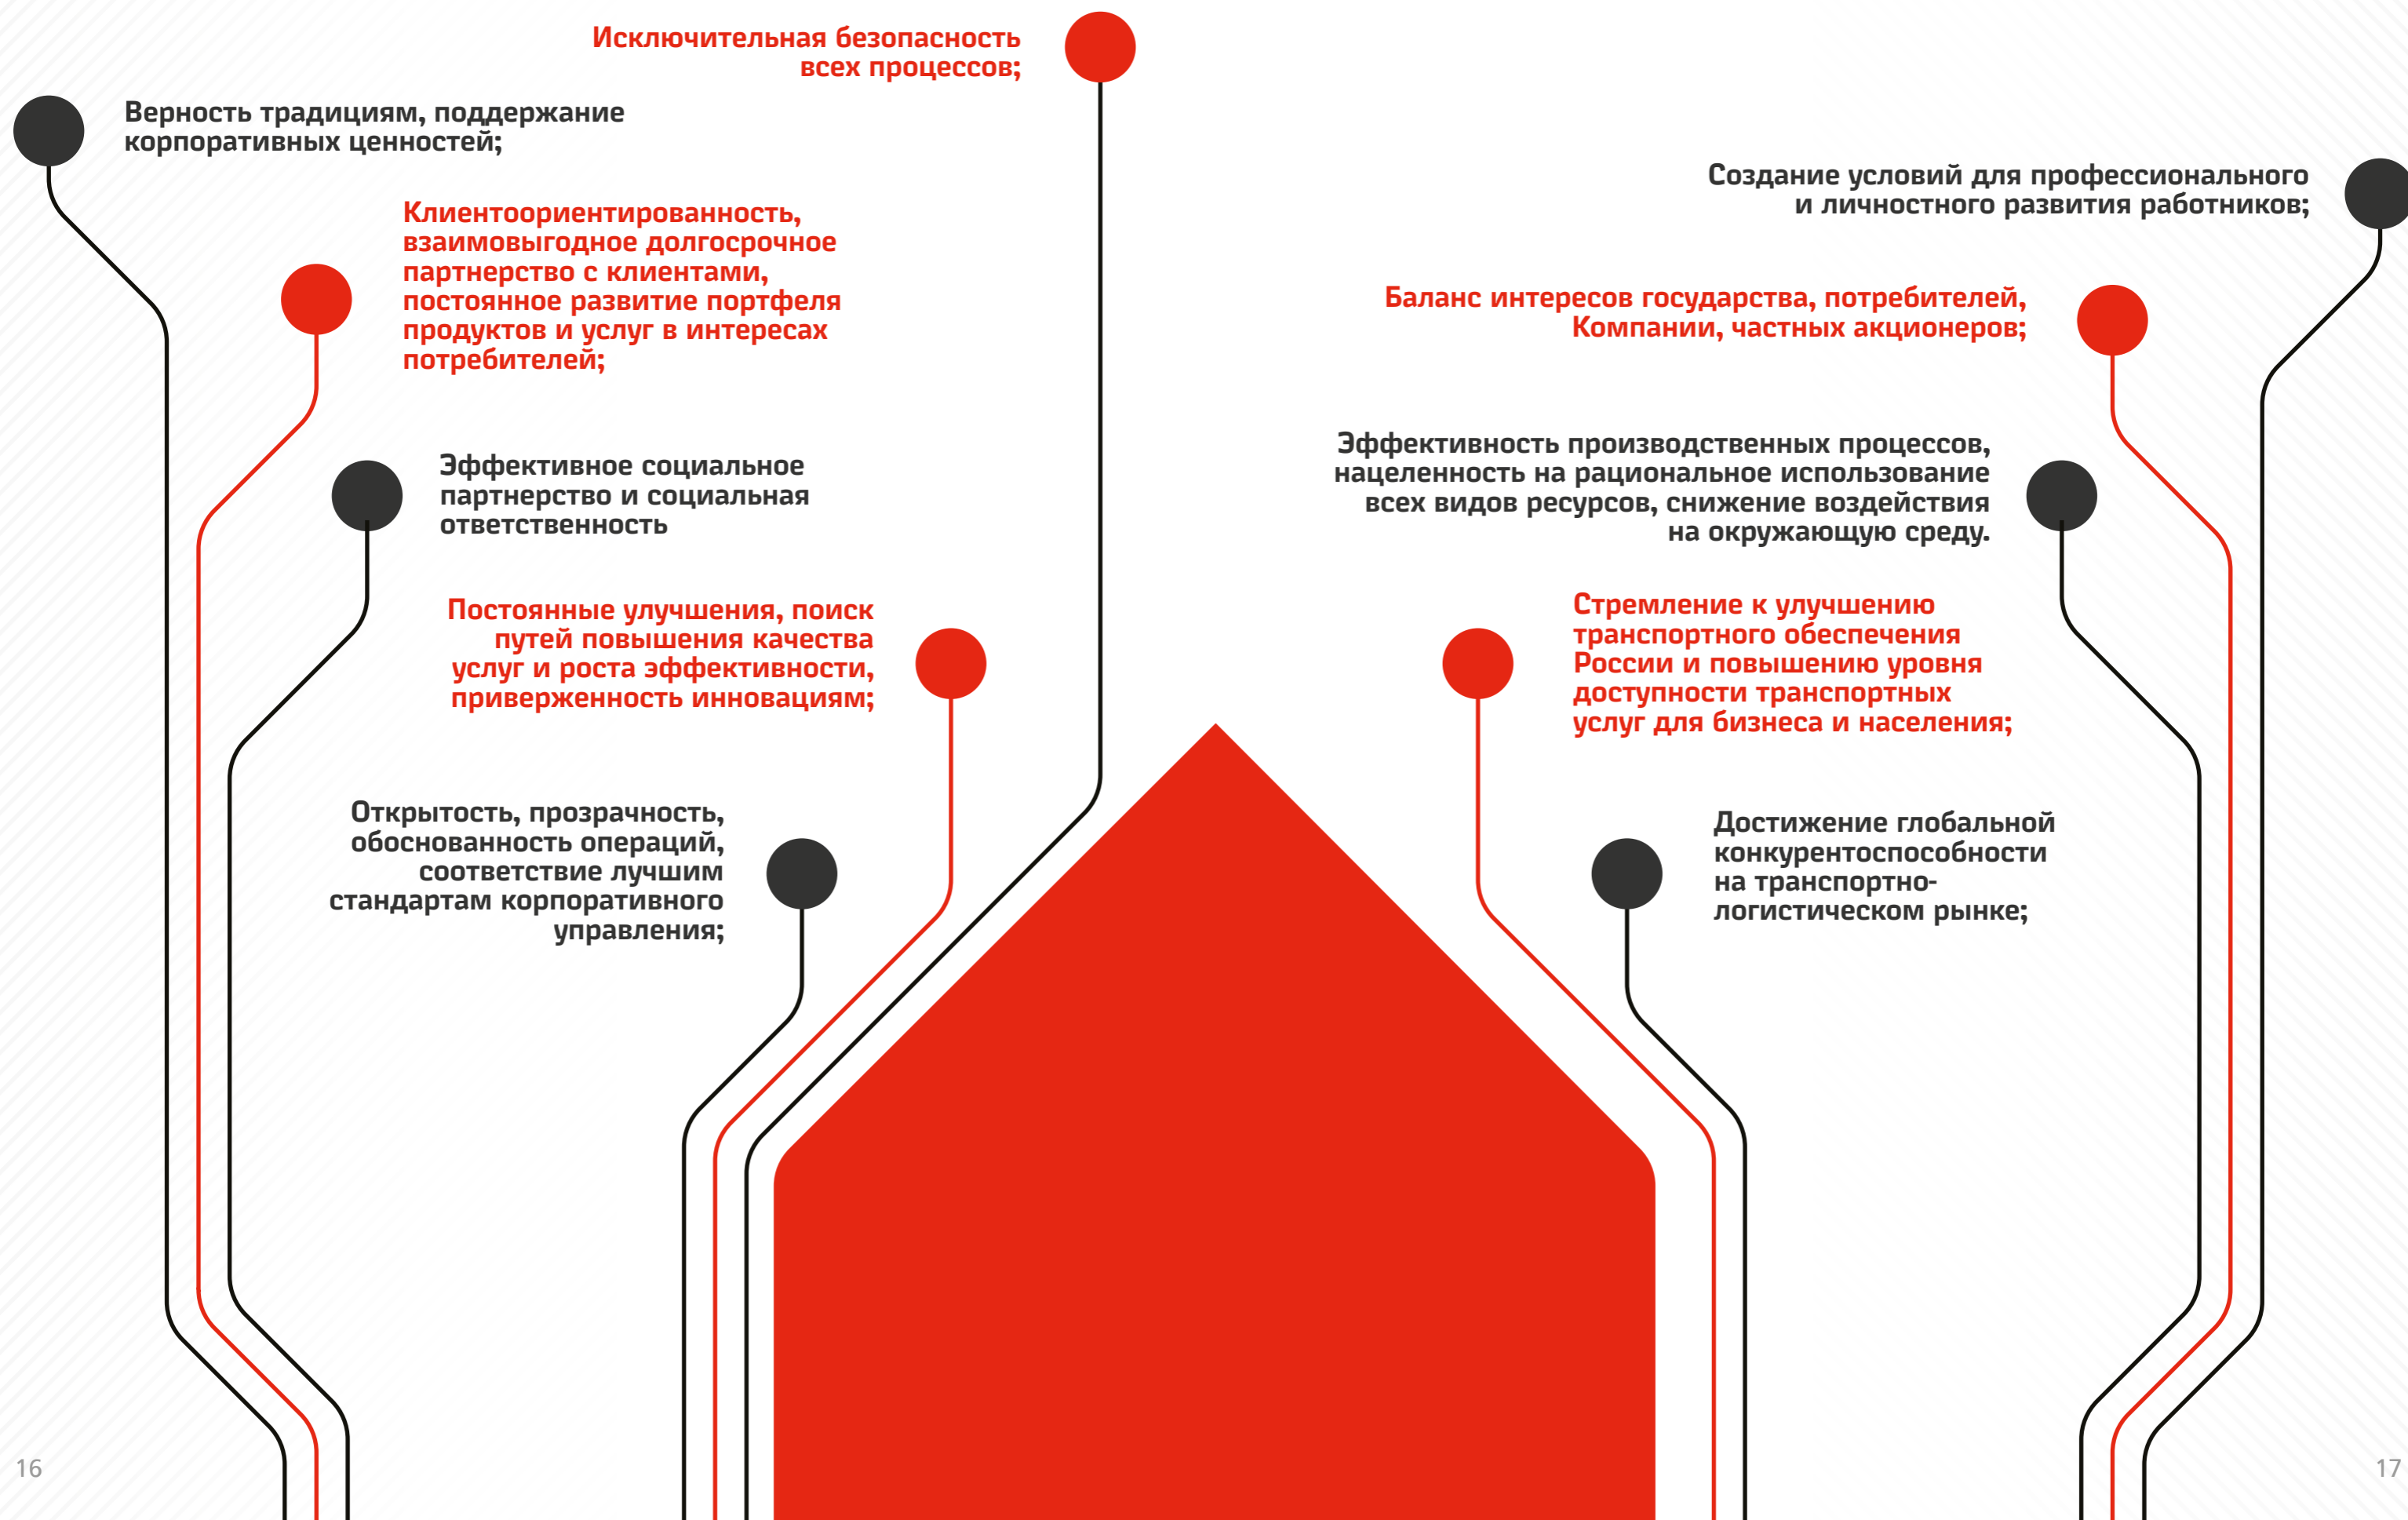 Исключительная безопасность
всех процессов;
Верность традициям, поддержание
корпоративных ценностей;
Клиентоориентированность,
взаимовыгодное долгосрочное
партнерство с клиентами,
постоянное развитие портфеля
продуктов и услуг в интересах
потребителей;
Эффективное социальное
партнерство и социальная
ответственность
Постоянные улучшения, поиск
путей повышения качества
услуг и роста эффективности,
приверженность инновациям;
Открытость, прозрачность,
обоснованность операций,
соответствие лучшим
стандартам корпоративного
управления;
Создание условий для профессионального
и личностного развития работников;
Баланс интересов государства, потребителей,
Компании, частных акционеров;
Эффективность производственных процессов,
нацеленность на рациональное использование
всех видов ресурсов, снижение воздействия
на окружающую среду.
Стремление к улучшению
транспортного обеспечения
России и повышению уровня
доступности транспортных
услуг для бизнеса и населения;
Достижение глобальной
конкурентоспособности
на транспортно-
логистическом рынке;
16
17